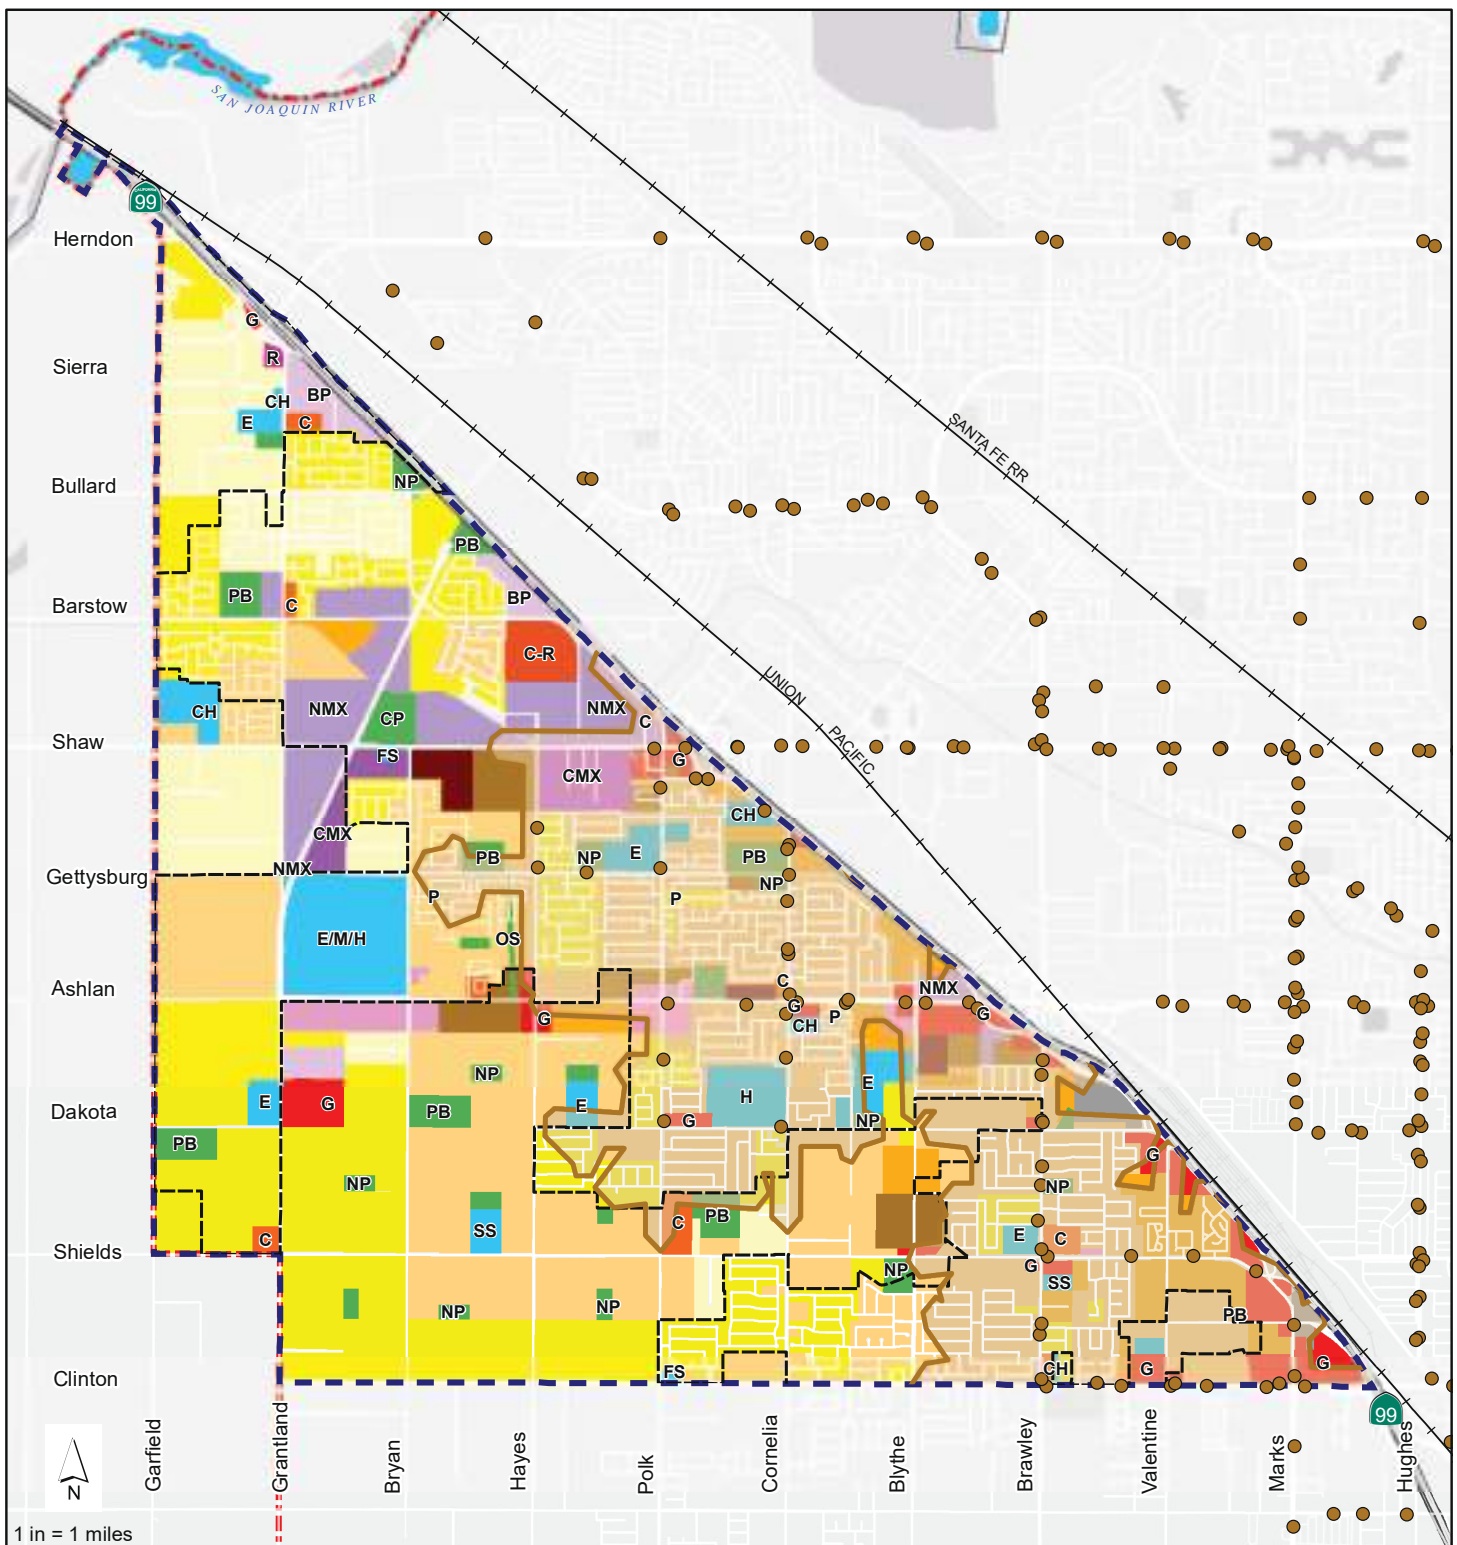 SAN JOAQUIN RIVER
CALIFORNIA
99
Herndon
G
Sierra
R
BP
CH
E
C
SANTA FE RR
Bullard
NP
PB
Barstow
PB
C
BP
C-R
UNION
PACIFIC
CH
NMX
CP
NMX
C
Shaw
FS
G
CMX
CH
CMX
PB
NP
E
PB
Gettysburg
NMX
NP
P
P
E/M/H
OS
Ashlan
C
NMX
G
G
G
CH
P
NP
E
Dakota
E
G
PB
E
H
G
NP
PB
G
NP
NP
SS
C
PB
C
E
C
Shields
NP
G
SS
NP
NP
PB
FS
CH
G
G
Clinton
99
Garfield
Grantland
Bryan
Hayes
Polk
Cornelia
Blythe
Brawley
Valentine
Marks
Hughes
N
1 in = 1 miles